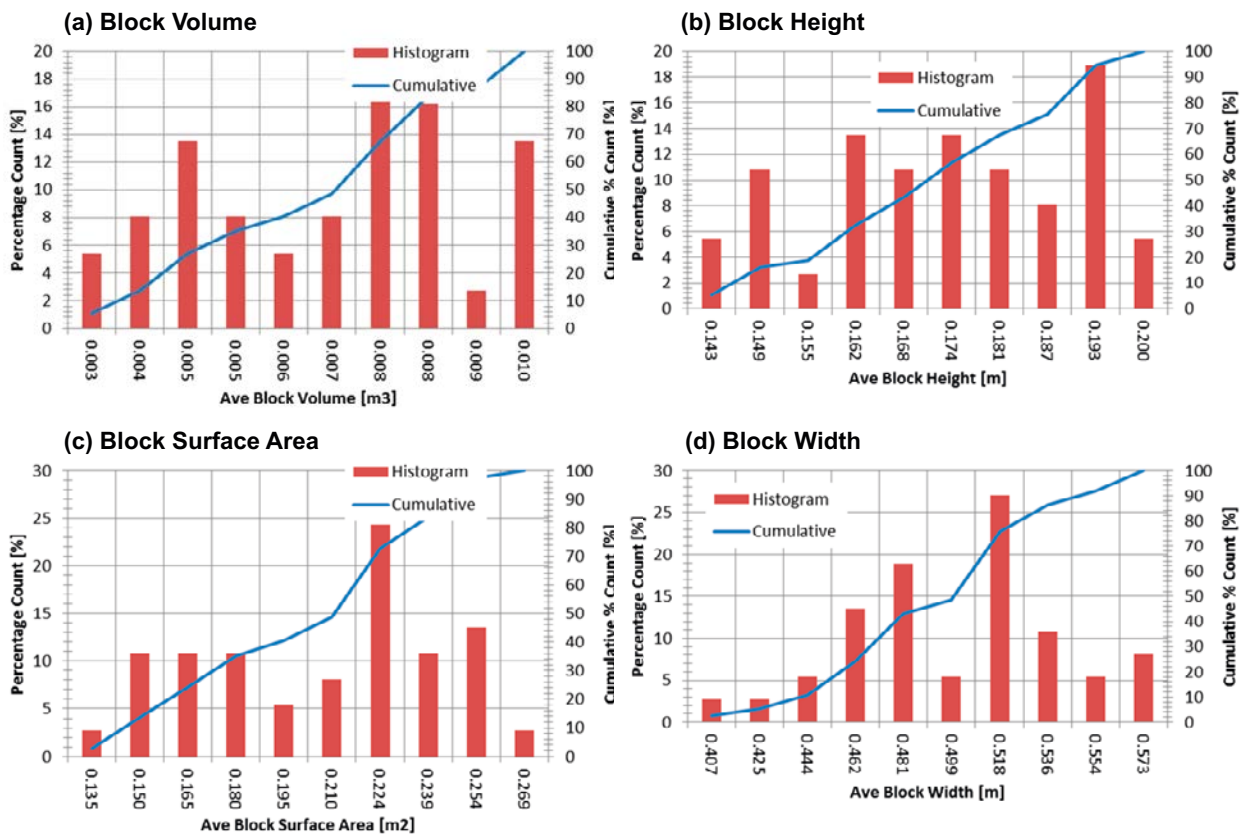 (a) Block Volume
Percentage Count [%]
20
18
16
14
12
10
8
6
4
2
0
Histogram
Cumulative
100
90
80
70
60
50
40
30
20
10
0
Cumulative % Count [%]
0.003 0.004 0.005 0.005 0.006 0.007 0.008 0.008 0.009 0.010
Ave Block Volume [m3]
(b) Block Height
Percentage Count [%]
20
18
16
14
12
10
8
6
4
2
0
Histogram
Cumulative
100
90
80
70
60
50
40
30
20
10
0
Cumulative % Count [%]
0.143 0.149 0.155 0.162 0.168 0.174 0.181 0.187 0.193 0.200
Ave Block Height [m]
(c) Block Surface Area
Percentage Count [%]
30
25
20
15
10
5
0
Histogram
Cumulative
100
90
80
70
60
50
40
30
20
10
0
Cumulative % Count [%]
0.135 0.150 0.165 0.180 0.195 0.210 0.224 0.239 0.254 0.269
Ave Block Surface Area [m2]
(d) Block Width
Percentage Count [%]
30
25
20
15
10
5
0
Histogram
Cumulative
100
90
80
70
60
50
40
30
20
10
0
Cumulative % Count [%]
0.407 0.425 0.444 0.462 0.481 0.499 0.518 0.536 0.554 0.573
Ave Block Width [m]